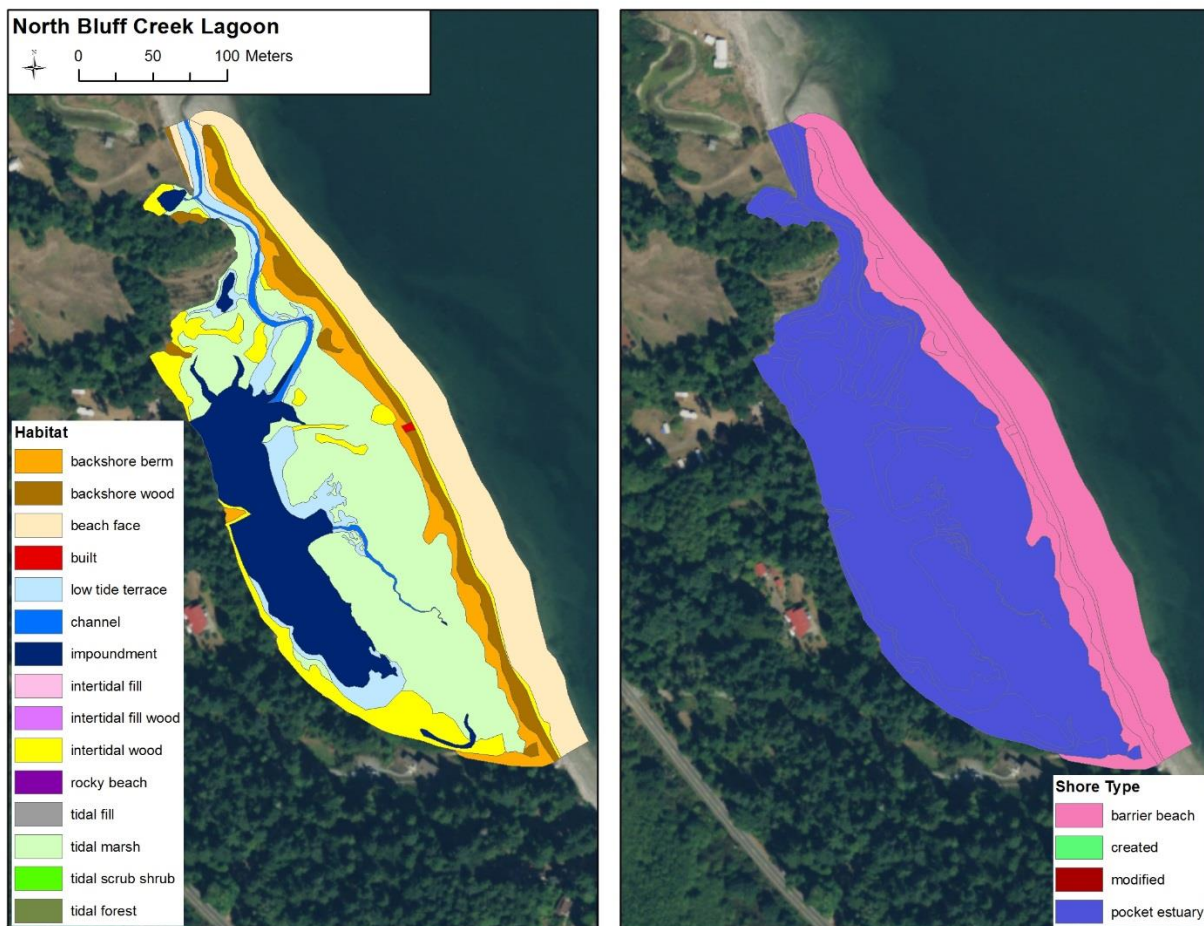 North Bluff Creek Lagoon
N
0 50 100 Meters
Habitat
backshore berm
backshore wood
beach face
built
low tide terrace
channel
impoundment
intertidal fill
intertidal fill wood
intertidal wood
rocky beach
tidal fill
tidal marsh
tidal scrub shrub
tidal forest
Shore Type
barrier beach
created
modified
pocket estuary